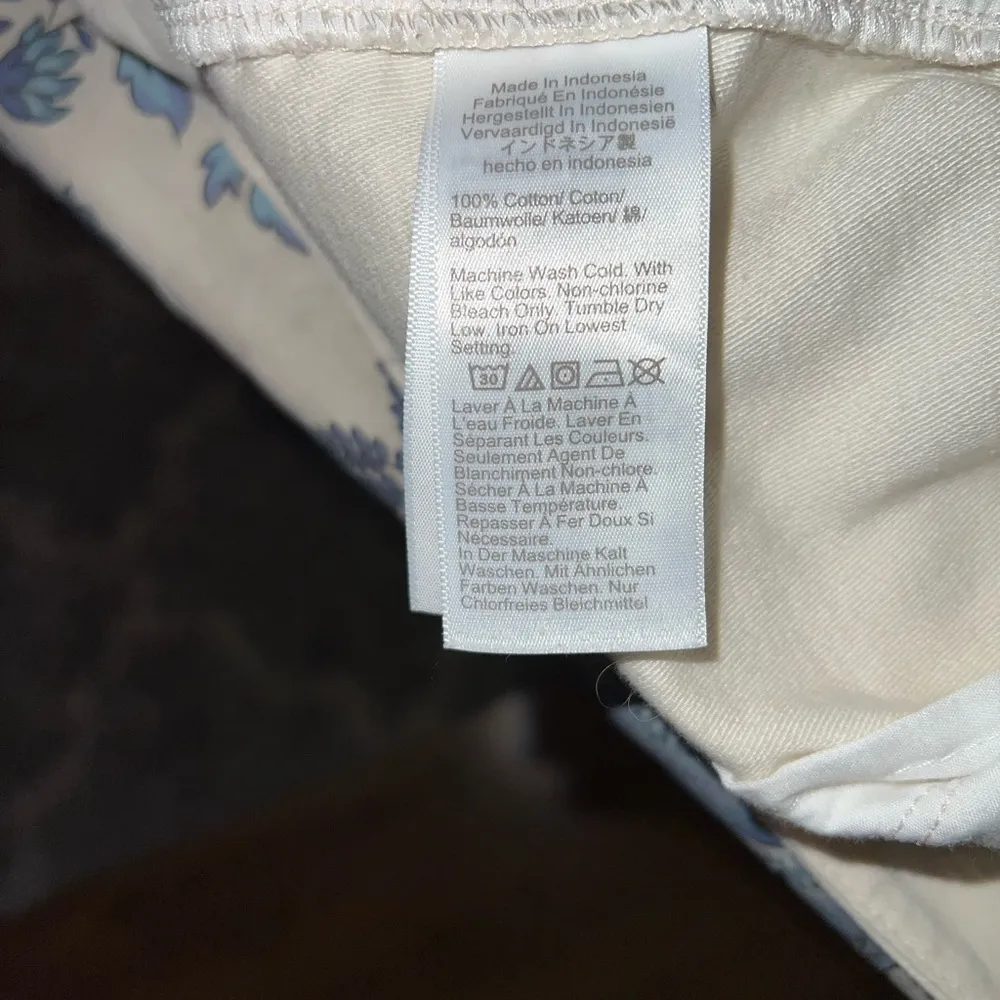 Made In Indonesia
Fabriqué En Indonésie
Hergestellt In Indonesien
Vervaardigd In Indonesië
インドネシア製
hecho en indonesia
100% Cotton/ Coton/
Baumwolle/ Katoen/ 綿/
algodón
Machine Wash Cold. With
Like Colors. Non-chlorine
Bleach Only. Tumble Dry
Low. Iron On Lowest
Setting.
30
Laver À La Machine À
L'eau Froide. Laver En
Séparant Les Couleurs.
Seulement Agent De
Blanchiment Non-chlore.
Sécher À La Machine À
Basse Température.
Repasser À Fer Doux Si
Nécessaire.
In Der Maschine Kalt
Waschen. Mit Ähnlichen
Farben Waschen. Nur
Chlorfreies Bleichmittel